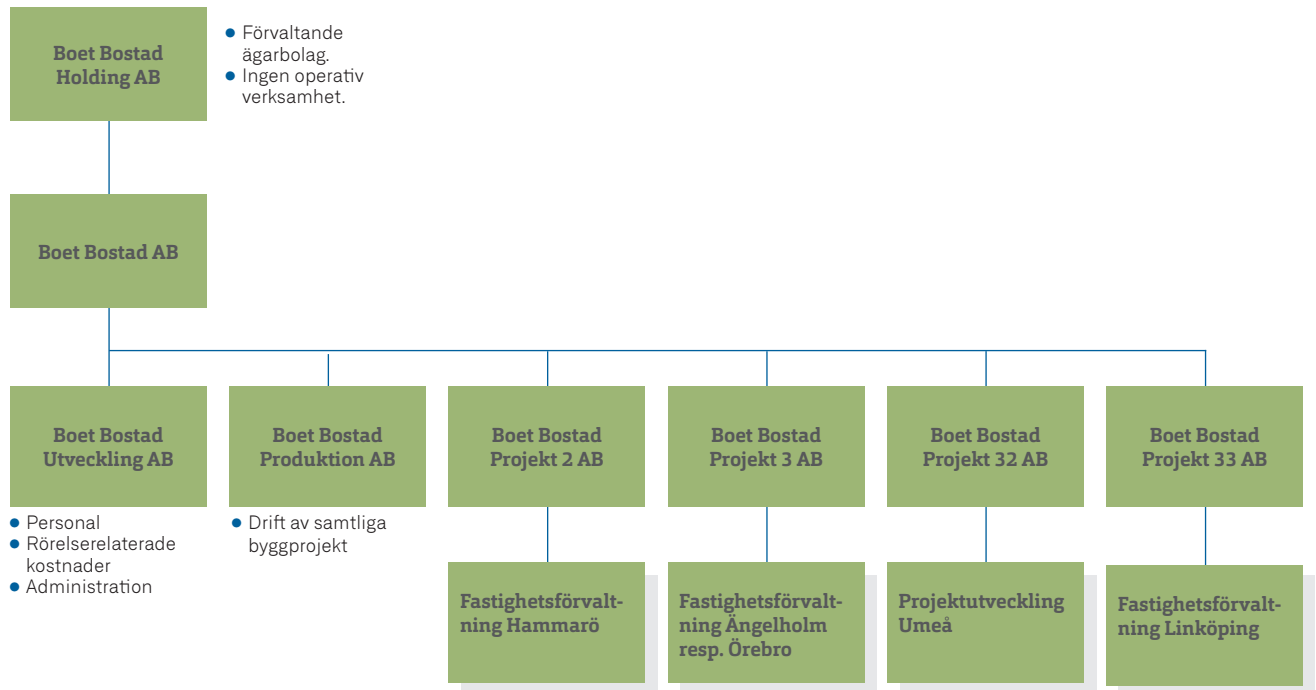 Boet Bostad
Holding AB
● Förvaltande
ägarbolag.
● Ingen operativ
verksamhet.
Boet Bostad AB
Boet Bostad
Utveckling AB
● Personal
● Rörelserelaterade
kostnader
● Administration
Boet Bostad
Produktion AB
● Drift av samtliga
byggprojekt
Boet Bostad
Projekt 2 AB
Boet Bostad
Projekt 3 AB
Boet Bostad
Projekt 32 AB
Boet Bostad
Projekt 33 AB
Fastighetsförvalt-
ning Hammarö
Fastighetsförvalt-
ning Ängelholm
resp. Örebro
Projektutveckling
Umeå
Fastighetsförvalt-
ning Linköping